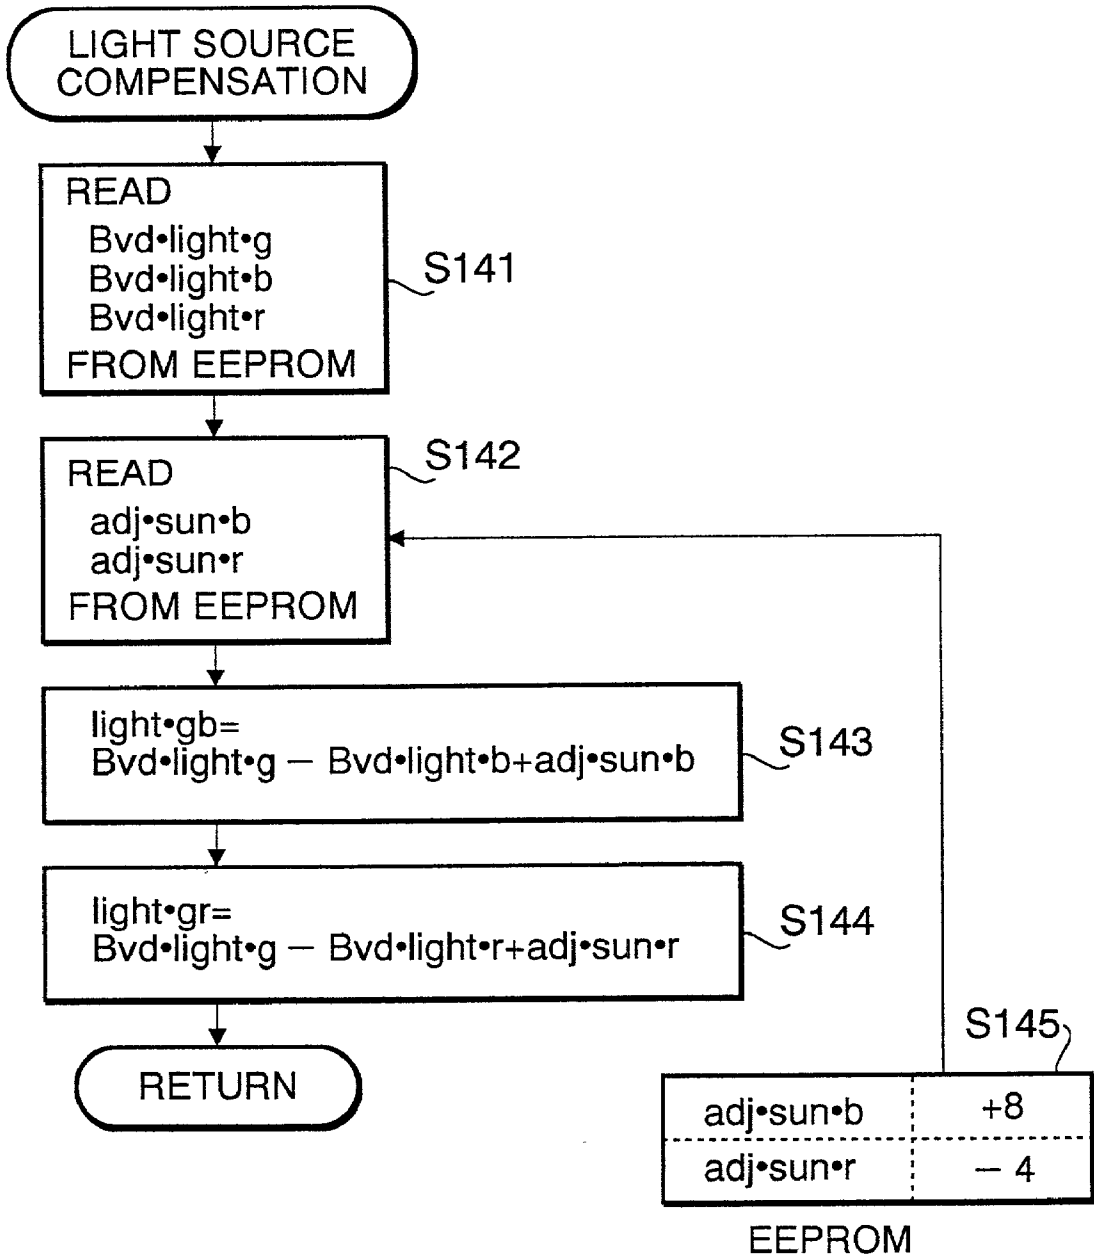 LIGHT SOURCE
COMPENSATION
READ
Bvd•light•g
Bvd•light•b
Bvd•light•r
FROM EEPROM
S141
READ
adj•sun•b
adj•sun•r
FROM EEPROM
S142
light•gb=
Bvd•light•g − Bvd•light•b+adj•sun•b
S143
light•gr=
Bvd•light•g − Bvd•light•r+adj•sun•r
S144
RETURN
S145
adj•sun•b +8
adj•sun•r − 4
EEPROM